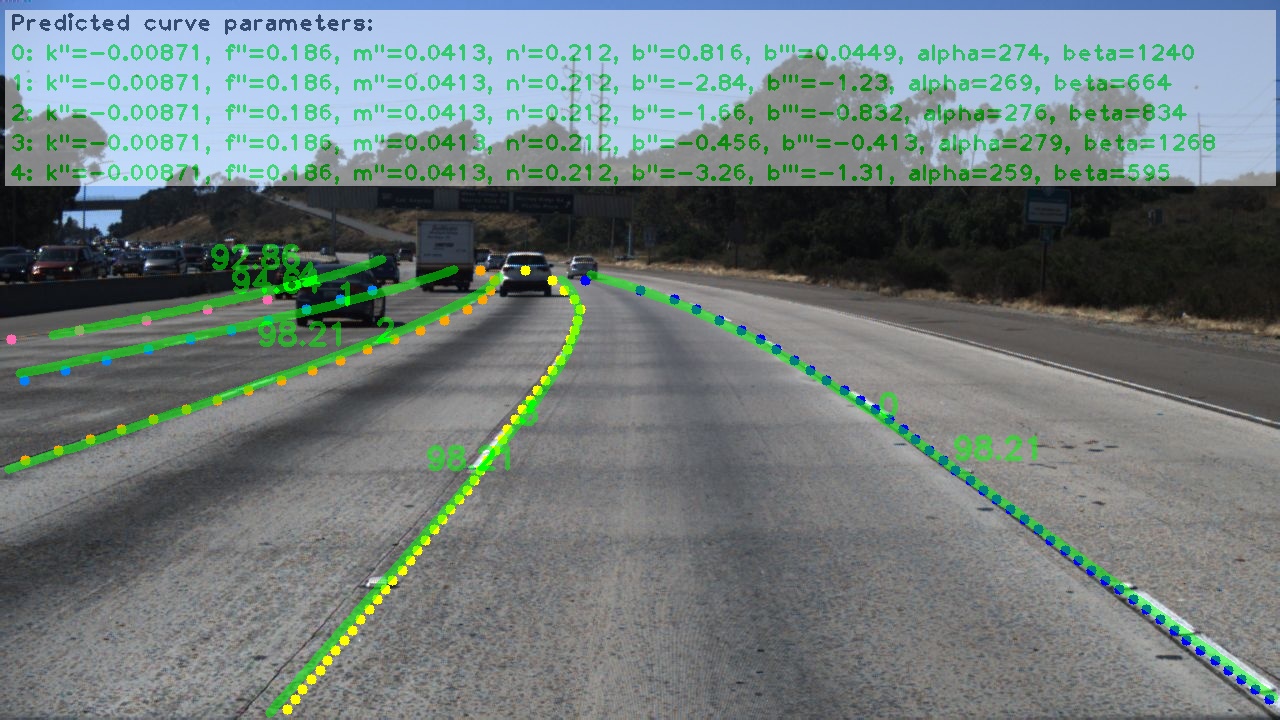 Predicted curve parameters:
0: k''=-0.00871, f''=0.186, m''=0.0413, n'=0.212, b''=0.816, b'''=0.0449, alpha=274, beta=1240
1: k''=-0.00871, f''=0.186, m''=0.0413, n'=0.212, b''=-2.84, b'''=-1.23, alpha=269, beta=664
2: k''=-0.00871, f''=0.186, m''=0.0413, n'=0.212, b''=-1.66, b'''=-0.832, alpha=276, beta=834
3: k''=-0.00871, f''=0.186, m''=0.0413, n'=0.212, b''=-0.456, b'''=-0.413, alpha=279, beta=1268
4: k''=-0.00871, f''=0.186, m''=0.0413, n'=0.212, b''=-3.26, b'''=-1.31, alpha=259, beta=595
92.86
94.64
1
98.21
2
0
98.21
98.21